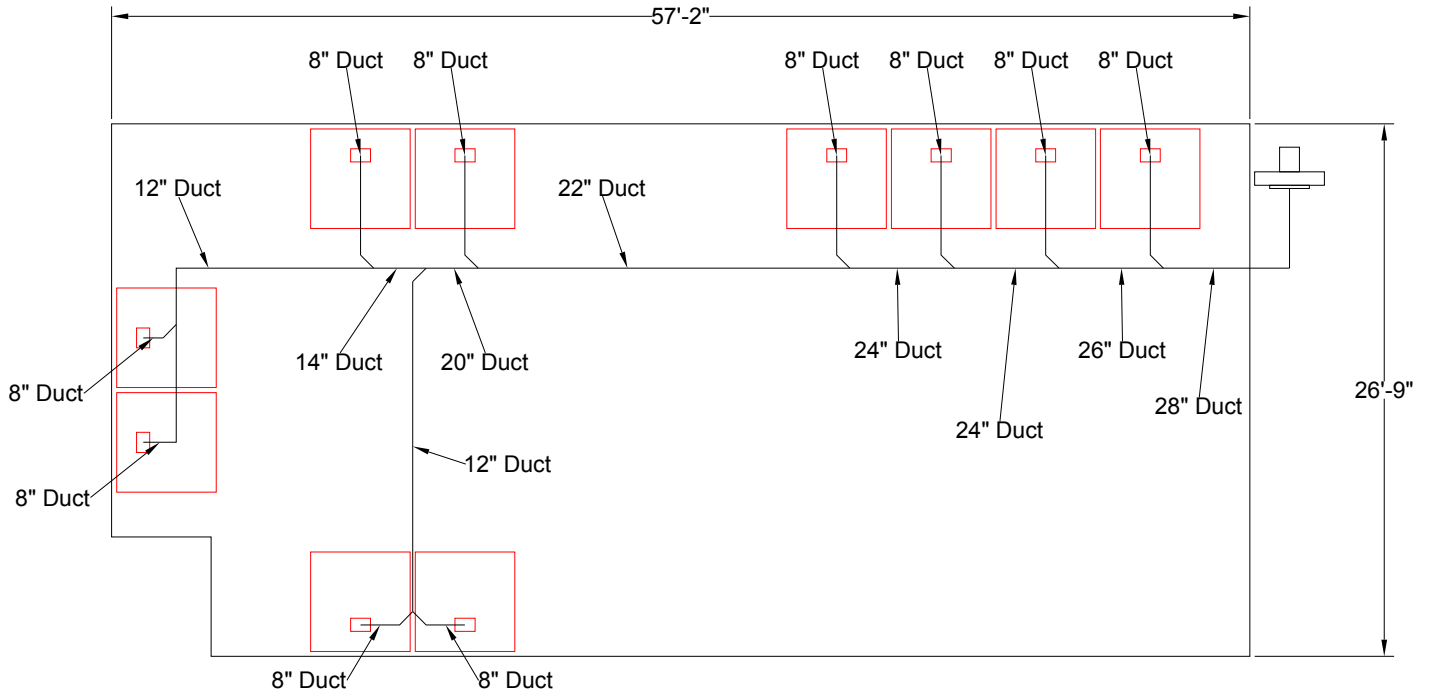 57'-2"
8" Duct
8" Duct
8" Duct
8" Duct
8" Duct
8" Duct
12" Duct
22" Duct
14" Duct
20" Duct
24" Duct
26" Duct
8" Duct
26'-9"
28" Duct
24" Duct
12" Duct
8" Duct
8" Duct
8" Duct